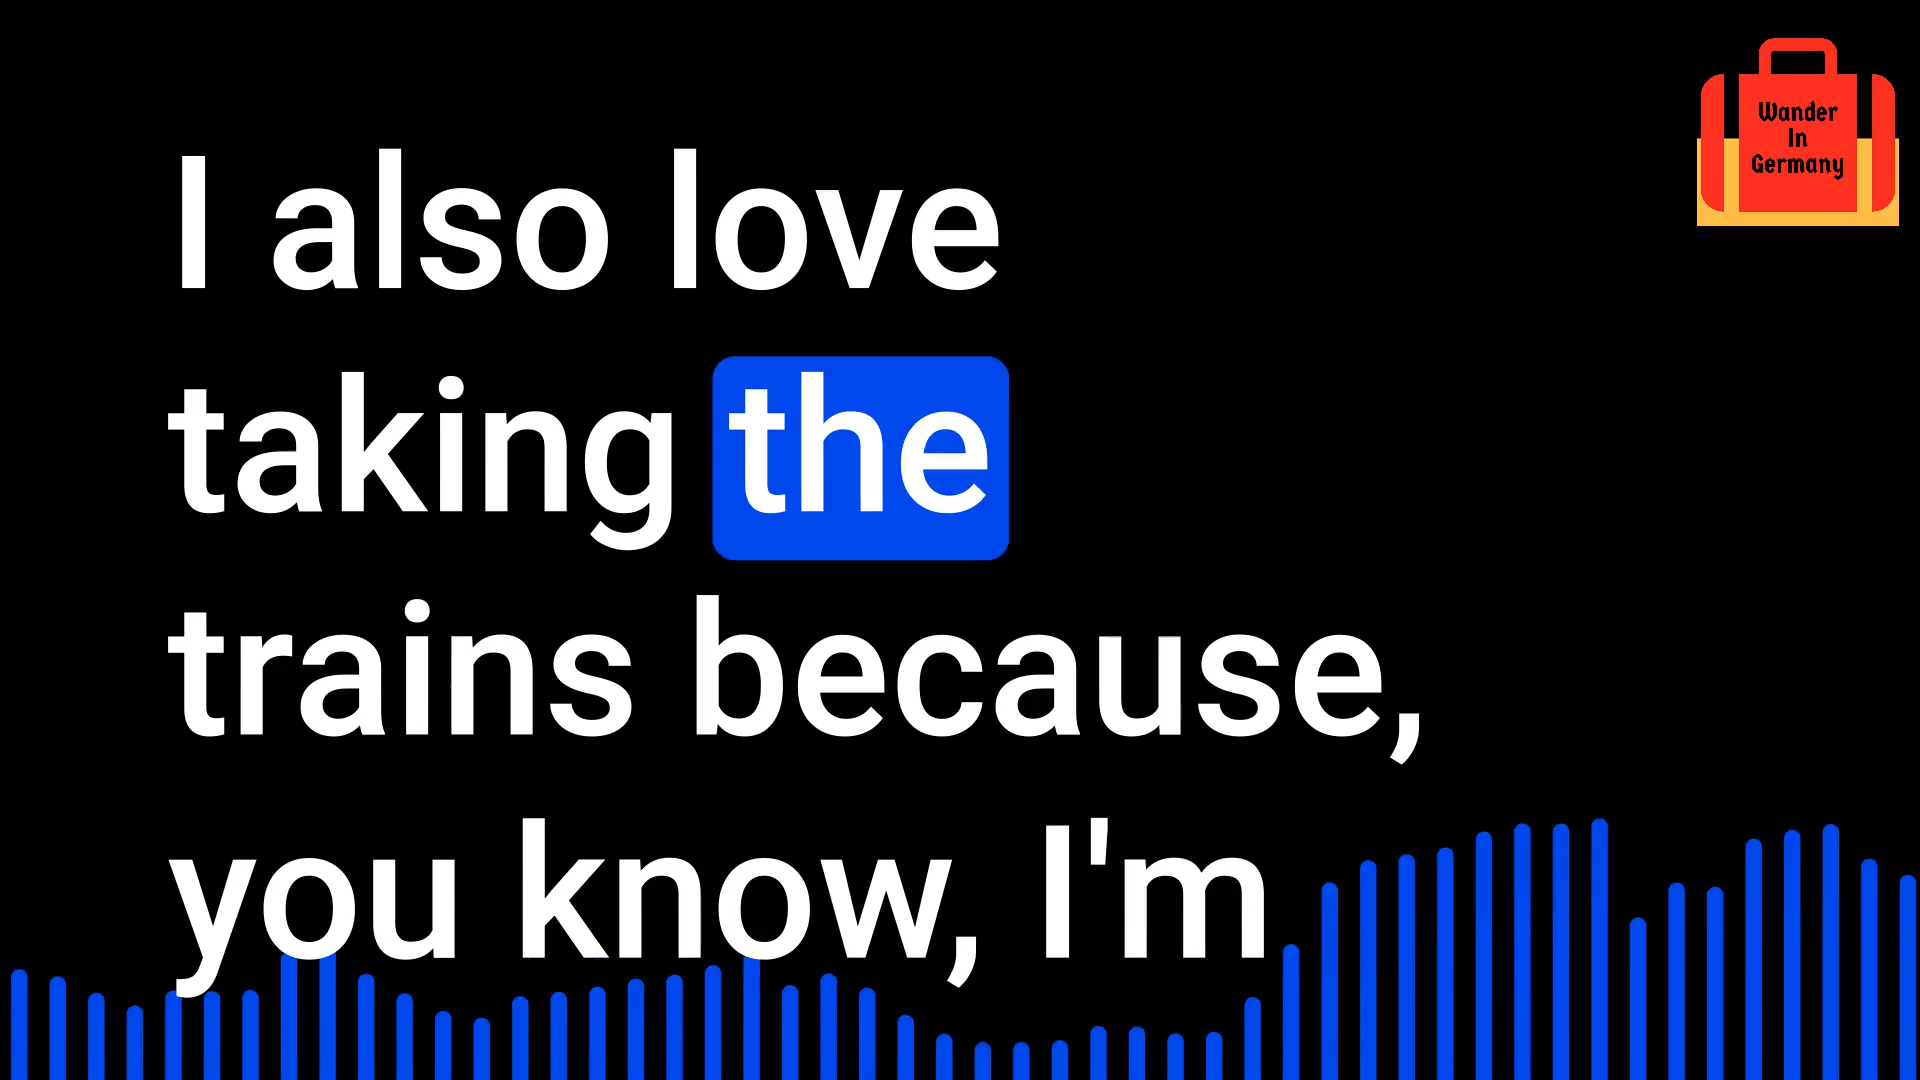 I also love
taking the
trains because,
you know, I'm
Wander
In
Germany